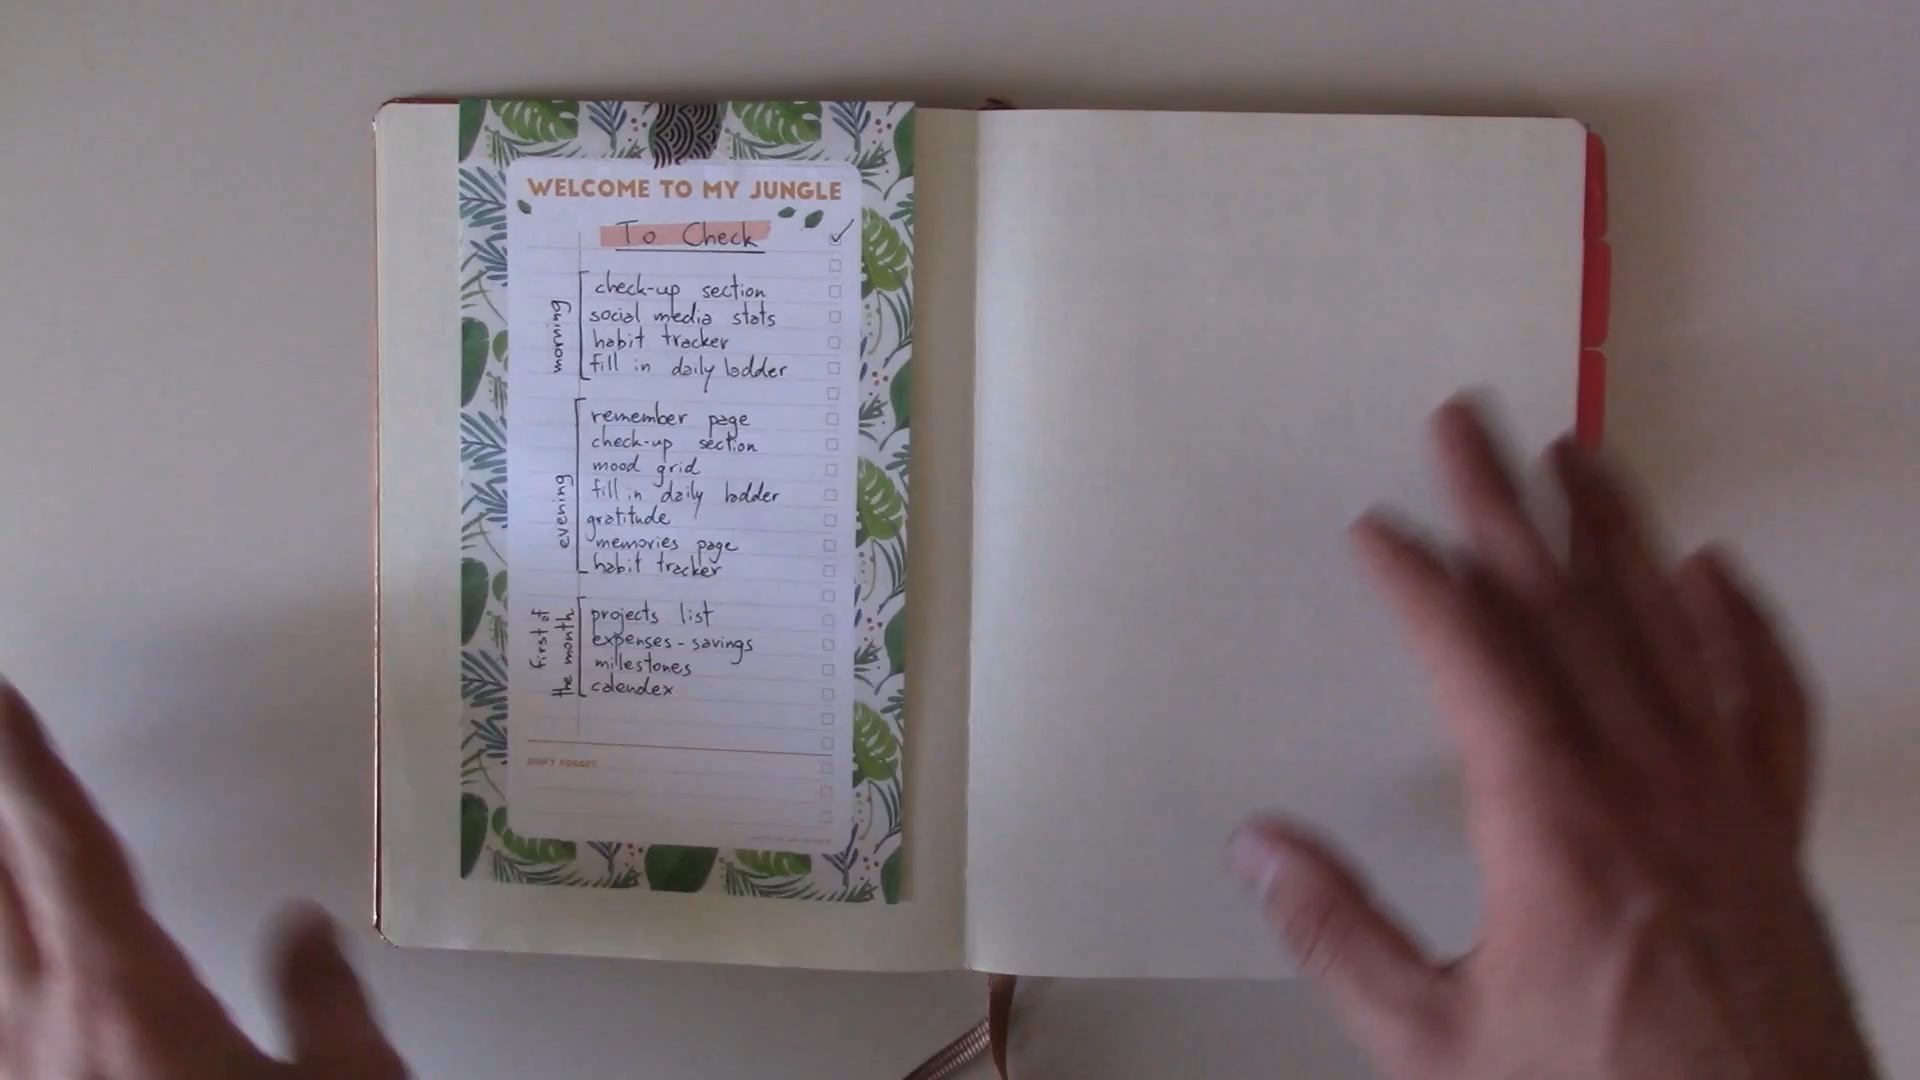 WELCOME TO MY JUNGLE
To Check
morning
check-up section
social media stats
habit tracker
fill in daily ladder
evening
remember page
check-up section
mood grid
fill in daily ladder
gratitude
memories page
habit tracker
first of
the month
projects list
expenses - savings
millestones
calendex
DON'T FORGET